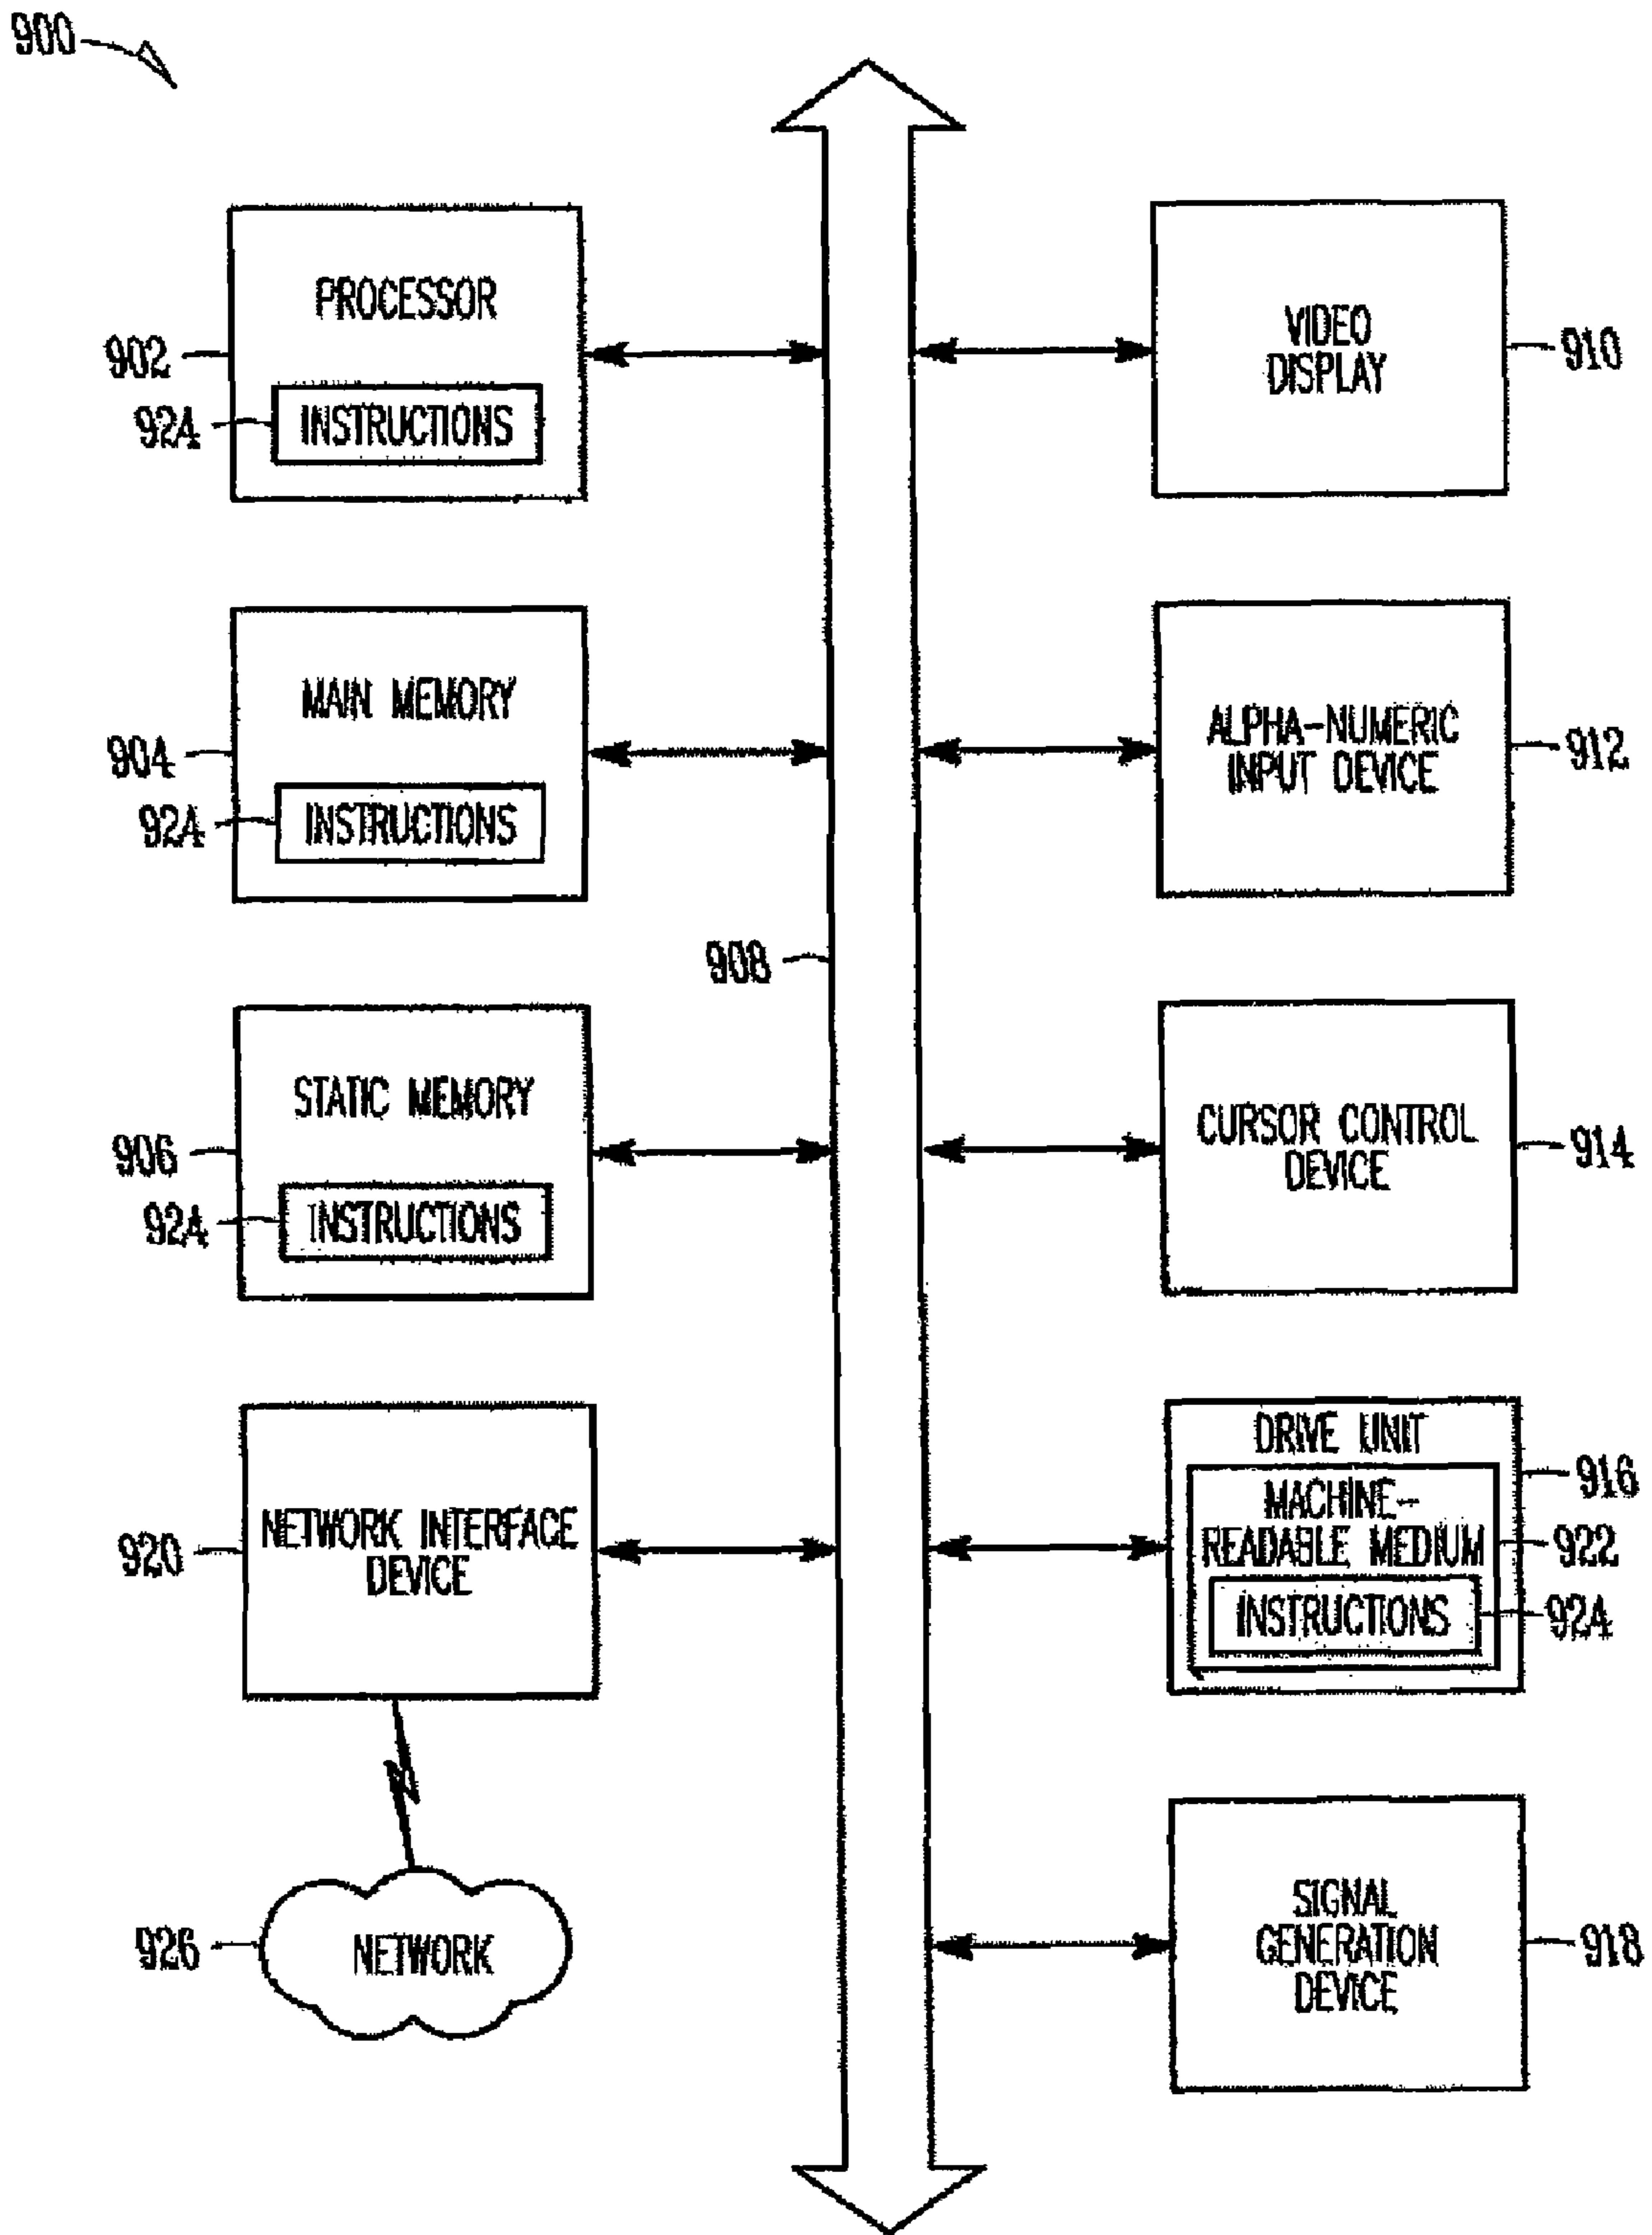 900
PROCESSOR
902
924
INSTRUCTIONS
MAIN MEMORY
904
924
INSTRUCTIONS
908
STATIC MEMORY
906
924
INSTRUCTIONS
NETWORK INTERFACE
DEVICE
920
926
NETWORK
VIDEO
DISPLAY
910
ALPHA-NUMERIC
INPUT DEVICE
912
CURSOR CONTROL
DEVICE
914
DRIVE UNIT
916
MACHINE-
READABLE MEDIUM
922
INSTRUCTIONS
924
SIGNAL
GENERATION
DEVICE
918